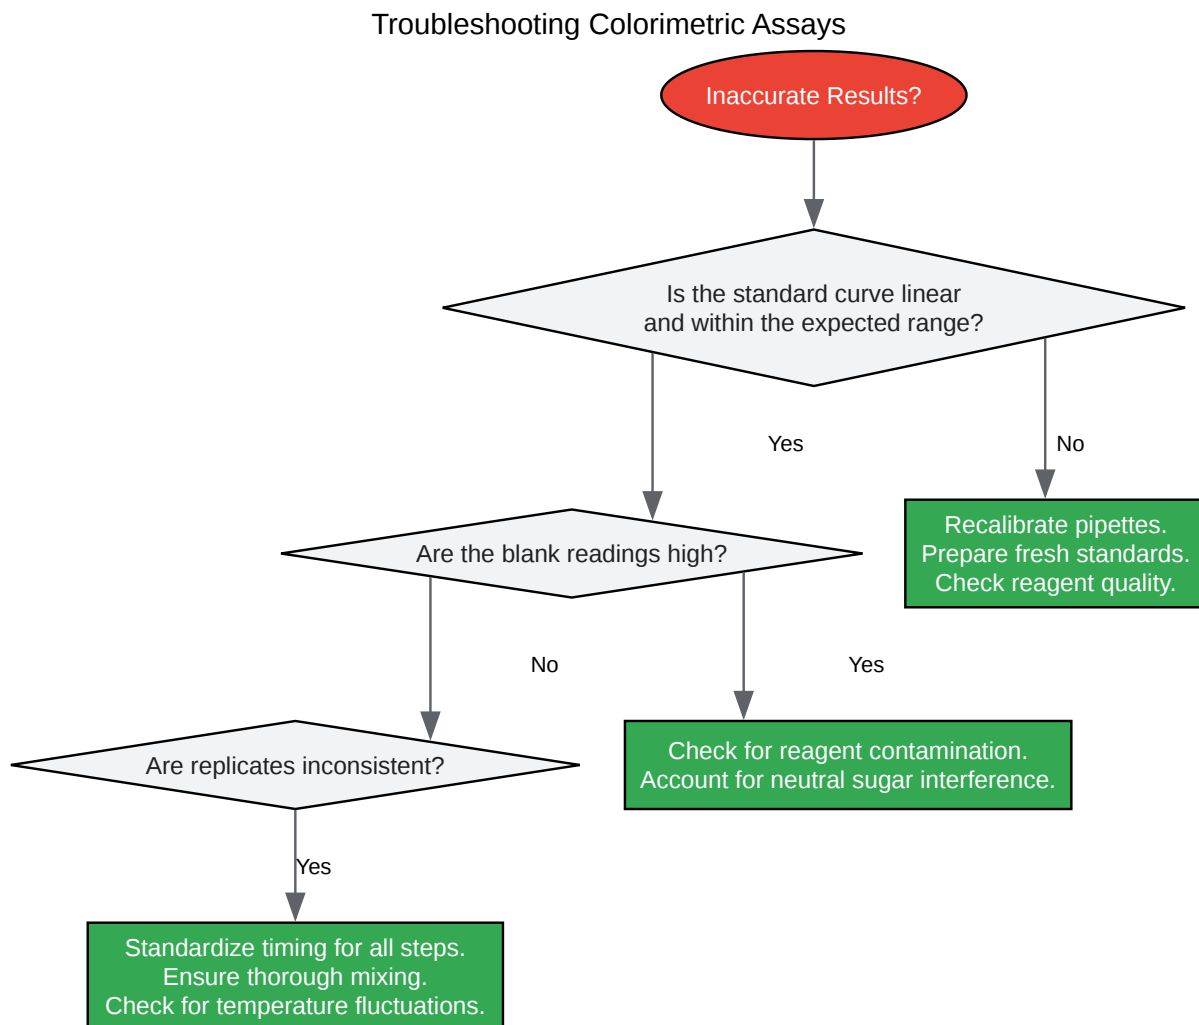 Troubleshooting Colorimetric Assays
Inaccurate Results?
Is the standard curve linear
and within the expected range?
Yes
No
Are the blank readings high?
Recalibrate pipettes.
Prepare fresh standards.
Check reagent quality.
No
Yes
Are replicates inconsistent?
Check for reagent contamination.
Account for neutral sugar interference.
Yes
Standardize timing for all steps.
Ensure thorough mixing.
Check for temperature fluctuations.